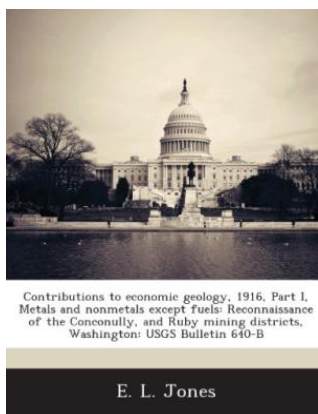 Contributions to economic geology, 1916, Part I,
Metals and nonmetals except fuels: Reconnaissance
of the Conconully, and Ruby mining districts,
Washington: USGS Bulletin 640-B
E. L. Jones